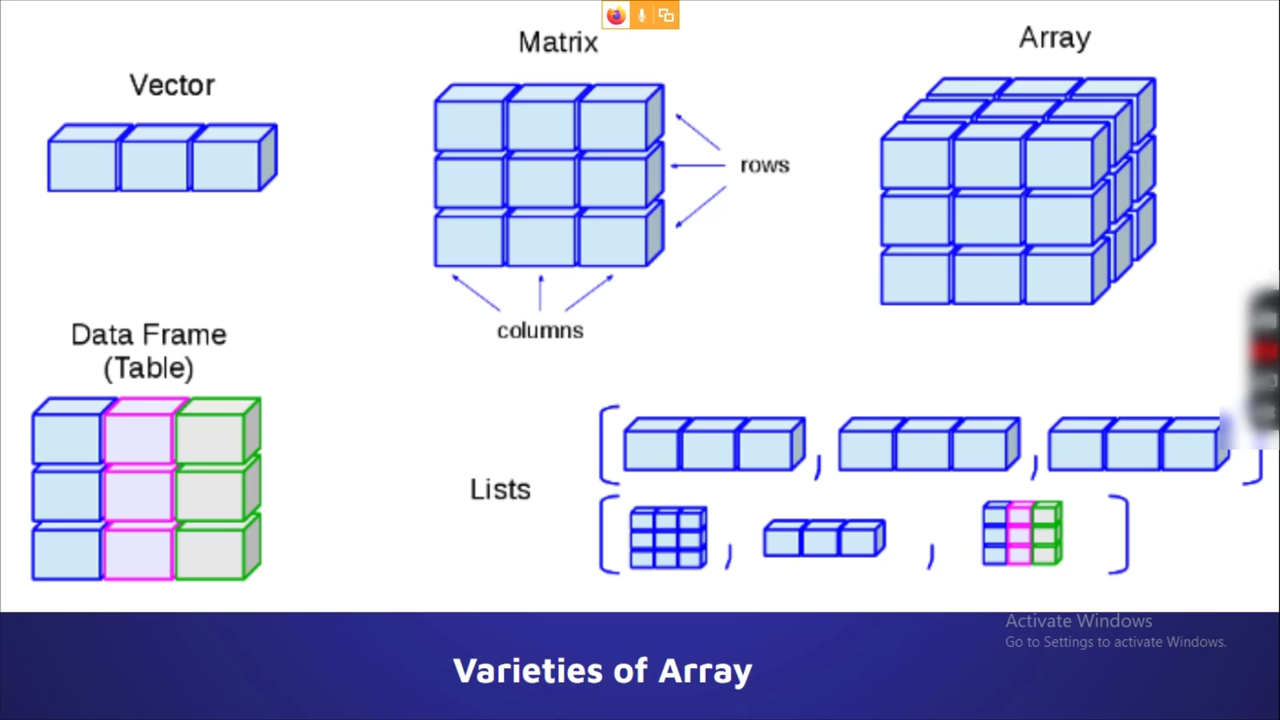 Vector
Matrix
Array
rows
columns
Data Frame
(Table)
Lists
Activate Windows
Go to Settings to activate Windows.
Varieties of Array